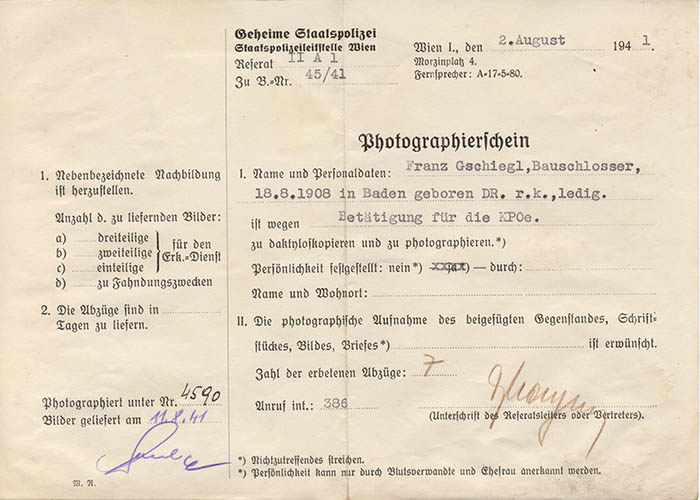 Geheime Staatspolizei
Staatspolizeileitstelle Wien
Referat II A 1
Zu B.-Nr. 45/41
Wien I., den 2. August 1941.
Morzinplatz 4.
Fernsprecher: A=17=5=80.
Photographierschein
1. Nebenbezeichnete Nachbildung
ist herzustellen.
Anzahl d. zu liefernden Bilder:
a) dreiteilige
b) zweiteilige
c) einteilige
für den
Erk.=Dienst
d) zu Fahndungszwecken
2. Die Abzüge sind in
Tagen zu liefern.
Photographiert unter Nr. 4590
Bilder geliefert am 11.8.41
M. R.
I. Name und Personaldaten: Franz Gschiegl, Bauschlosser,
18.8.1908 in Baden geboren DR. r.k., ledig.
ist wegen Betätigung für die KPOe.
zu daktyloskopieren und zu photographieren.*)
Persönlichkeit festgestellt: nein*) — durch:
Name und Wohnort:
II. Die photographische Aufnahme des beigefügten Gegenstandes, Schrift=
stückes, Bildes, Briefes*) ist erwünscht.
Zahl der erbetenen Abzüge: 7
Anruf int.: 386
(Unterschrift des Referatsleiters oder Vertreters).
*) Nichtzutreffendes streichen.
*) Persönlichkeit kann nur durch Blutsverwandte und Ehefrau anerkannt werden.